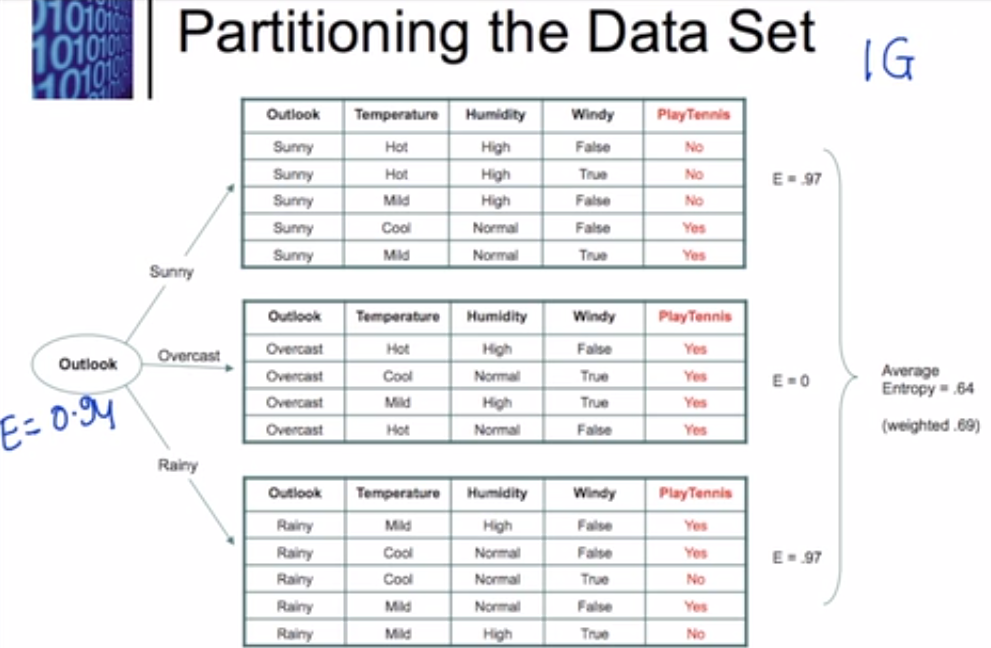 Partitioning the Data Set
IG
Outlook Temperature Humidity Windy PlayTennis
Sunny Hot High False No
Sunny Hot High True No
Sunny Mild High False No
Sunny Cool Normal False Yes
Sunny Mild Normal True Yes
E = .97
Sunny
Outlook Temperature Humidity Windy PlayTennis
Overcast Hot High False Yes
Overcast Cool Normal True Yes
Overcast Mild High True Yes
Overcast Hot Normal False Yes
E = 0
Overcast
Outlook
E = 0.94
Average
Entropy = .64
(weighted .69)
Rainy
Outlook Temperature Humidity Windy PlayTennis
Rainy Mild High False Yes
Rainy Cool Normal False Yes
Rainy Cool Normal True No
Rainy Mild Normal False Yes
Rainy Mild High True No
E = .97